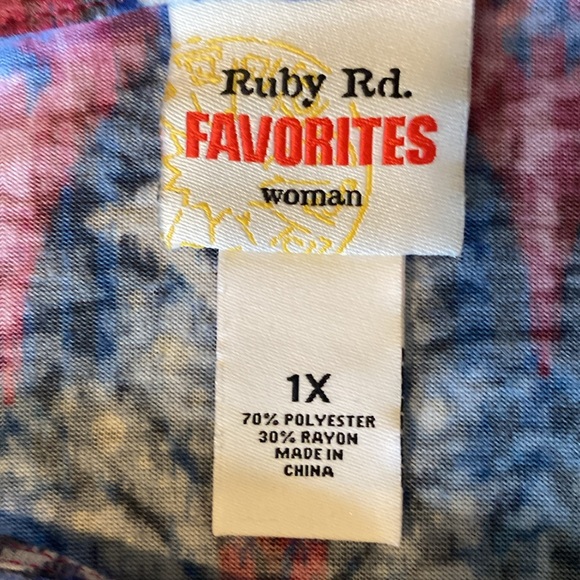 Ruby Rd.
FAVORITES
woman
1X
70% POLYESTER
30% RAYON
MADE IN
CHINA